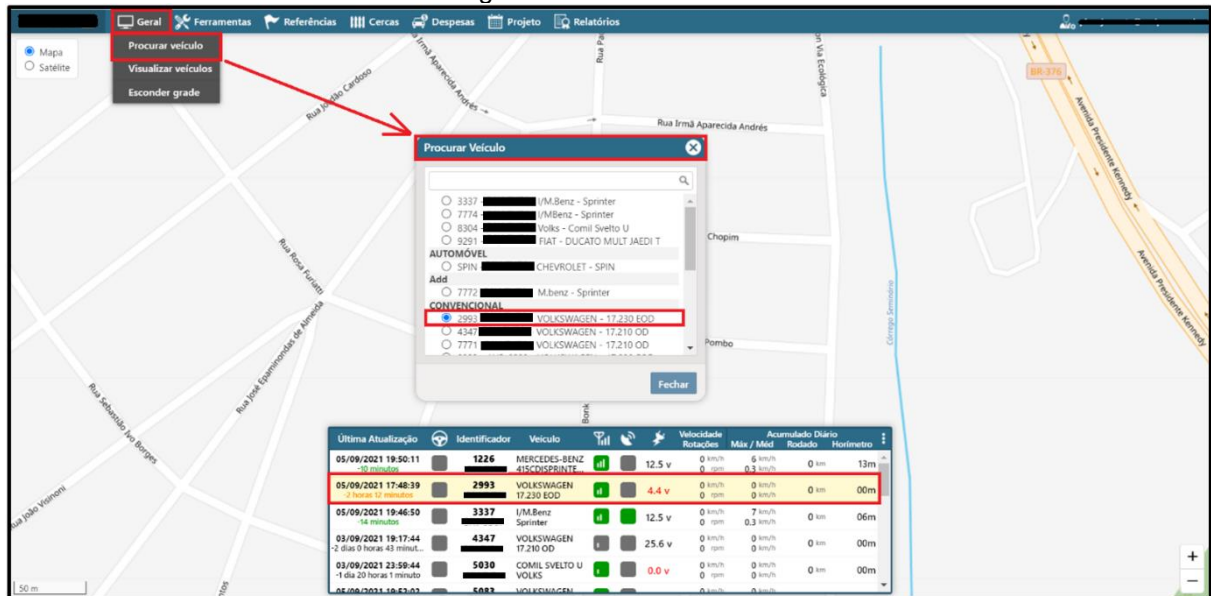 Geral Ferramentas Referências Cercas Despesas Projeto Relatórios
Mapa
Satélite
Procurar veículo
Visualizar veículos
Esconder grade
Rua Jordão Cardoso
Irmã Aparecida Andrés
Rua Irmã Aparecida Andrés
Via Ecológica
BR-376
Avenida Presidente Kennedy
Avenida Presidente Kennedy
Procurar Veículo
3337 - I/M.Benz - Sprinter
7774 - I/MBenz - Sprinter
8304 - Volks - Comil Svelto U
9291 - FIAT - DUCATO MULT JAEDI T
AUTOMÓVEL
SPIN - CHEVROLET - SPIN
Add
7772 M.benz - Sprinter
CONVENCIONAL
2993 VOLKSWAGEN - 17.230 EOD
4347 VOLKSWAGEN - 17.210 OD
7771 VOLKSWAGEN - 17.210 OD
Fechar
Chopim
Pombo
Rua Rosa Furiatti
Rua José Epaminondas de Almeida
Rua Sebastião Ivo Borges
Rua João Visinoni
Córrego Seminário
Última Atualização Identificador Veículo Velocidade Rotações Acumulado Diário
Máx / Méd Rodado Horímetro
05/09/2021 19:50:11 1226 MERCEDES-BENZ 0 km/h 6 km/h
-10 minutos 415CDISPRINTE... 12.5 v 0 rpm 0.3 km/h 0 km 13m
05/09/2021 17:48:39 2993 VOLKSWAGEN 0 km/h 0 km/h
-2 horas 12 minutos 17.230 EOD 4.4 v 0 rpm 0 km/h 0 km 00m
05/09/2021 19:46:50 3337 I/M.Benz 0 km/h 7 km/h
-14 minutos Sprinter 12.5 v 0 rpm 0.3 km/h 0 km 06m
03/09/2021 19:17:44 4347 VOLKSWAGEN 0 km/h 0 km/h
-2 dias 0 horas 43 minut... 17.210 OD 25.6 v 0 rpm 0 km/h 0 km 00m
03/09/2021 23:59:44 5030 COMIL SVELTO U 0 km/h 0 km/h
-1 dia 20 horas 1 minuto VOLKS 0.0 v 0 rpm 0 km/h 0 km 00m
05/09/2021 19:52:02 5083 VOLKSWAGEN
50 m
+
−